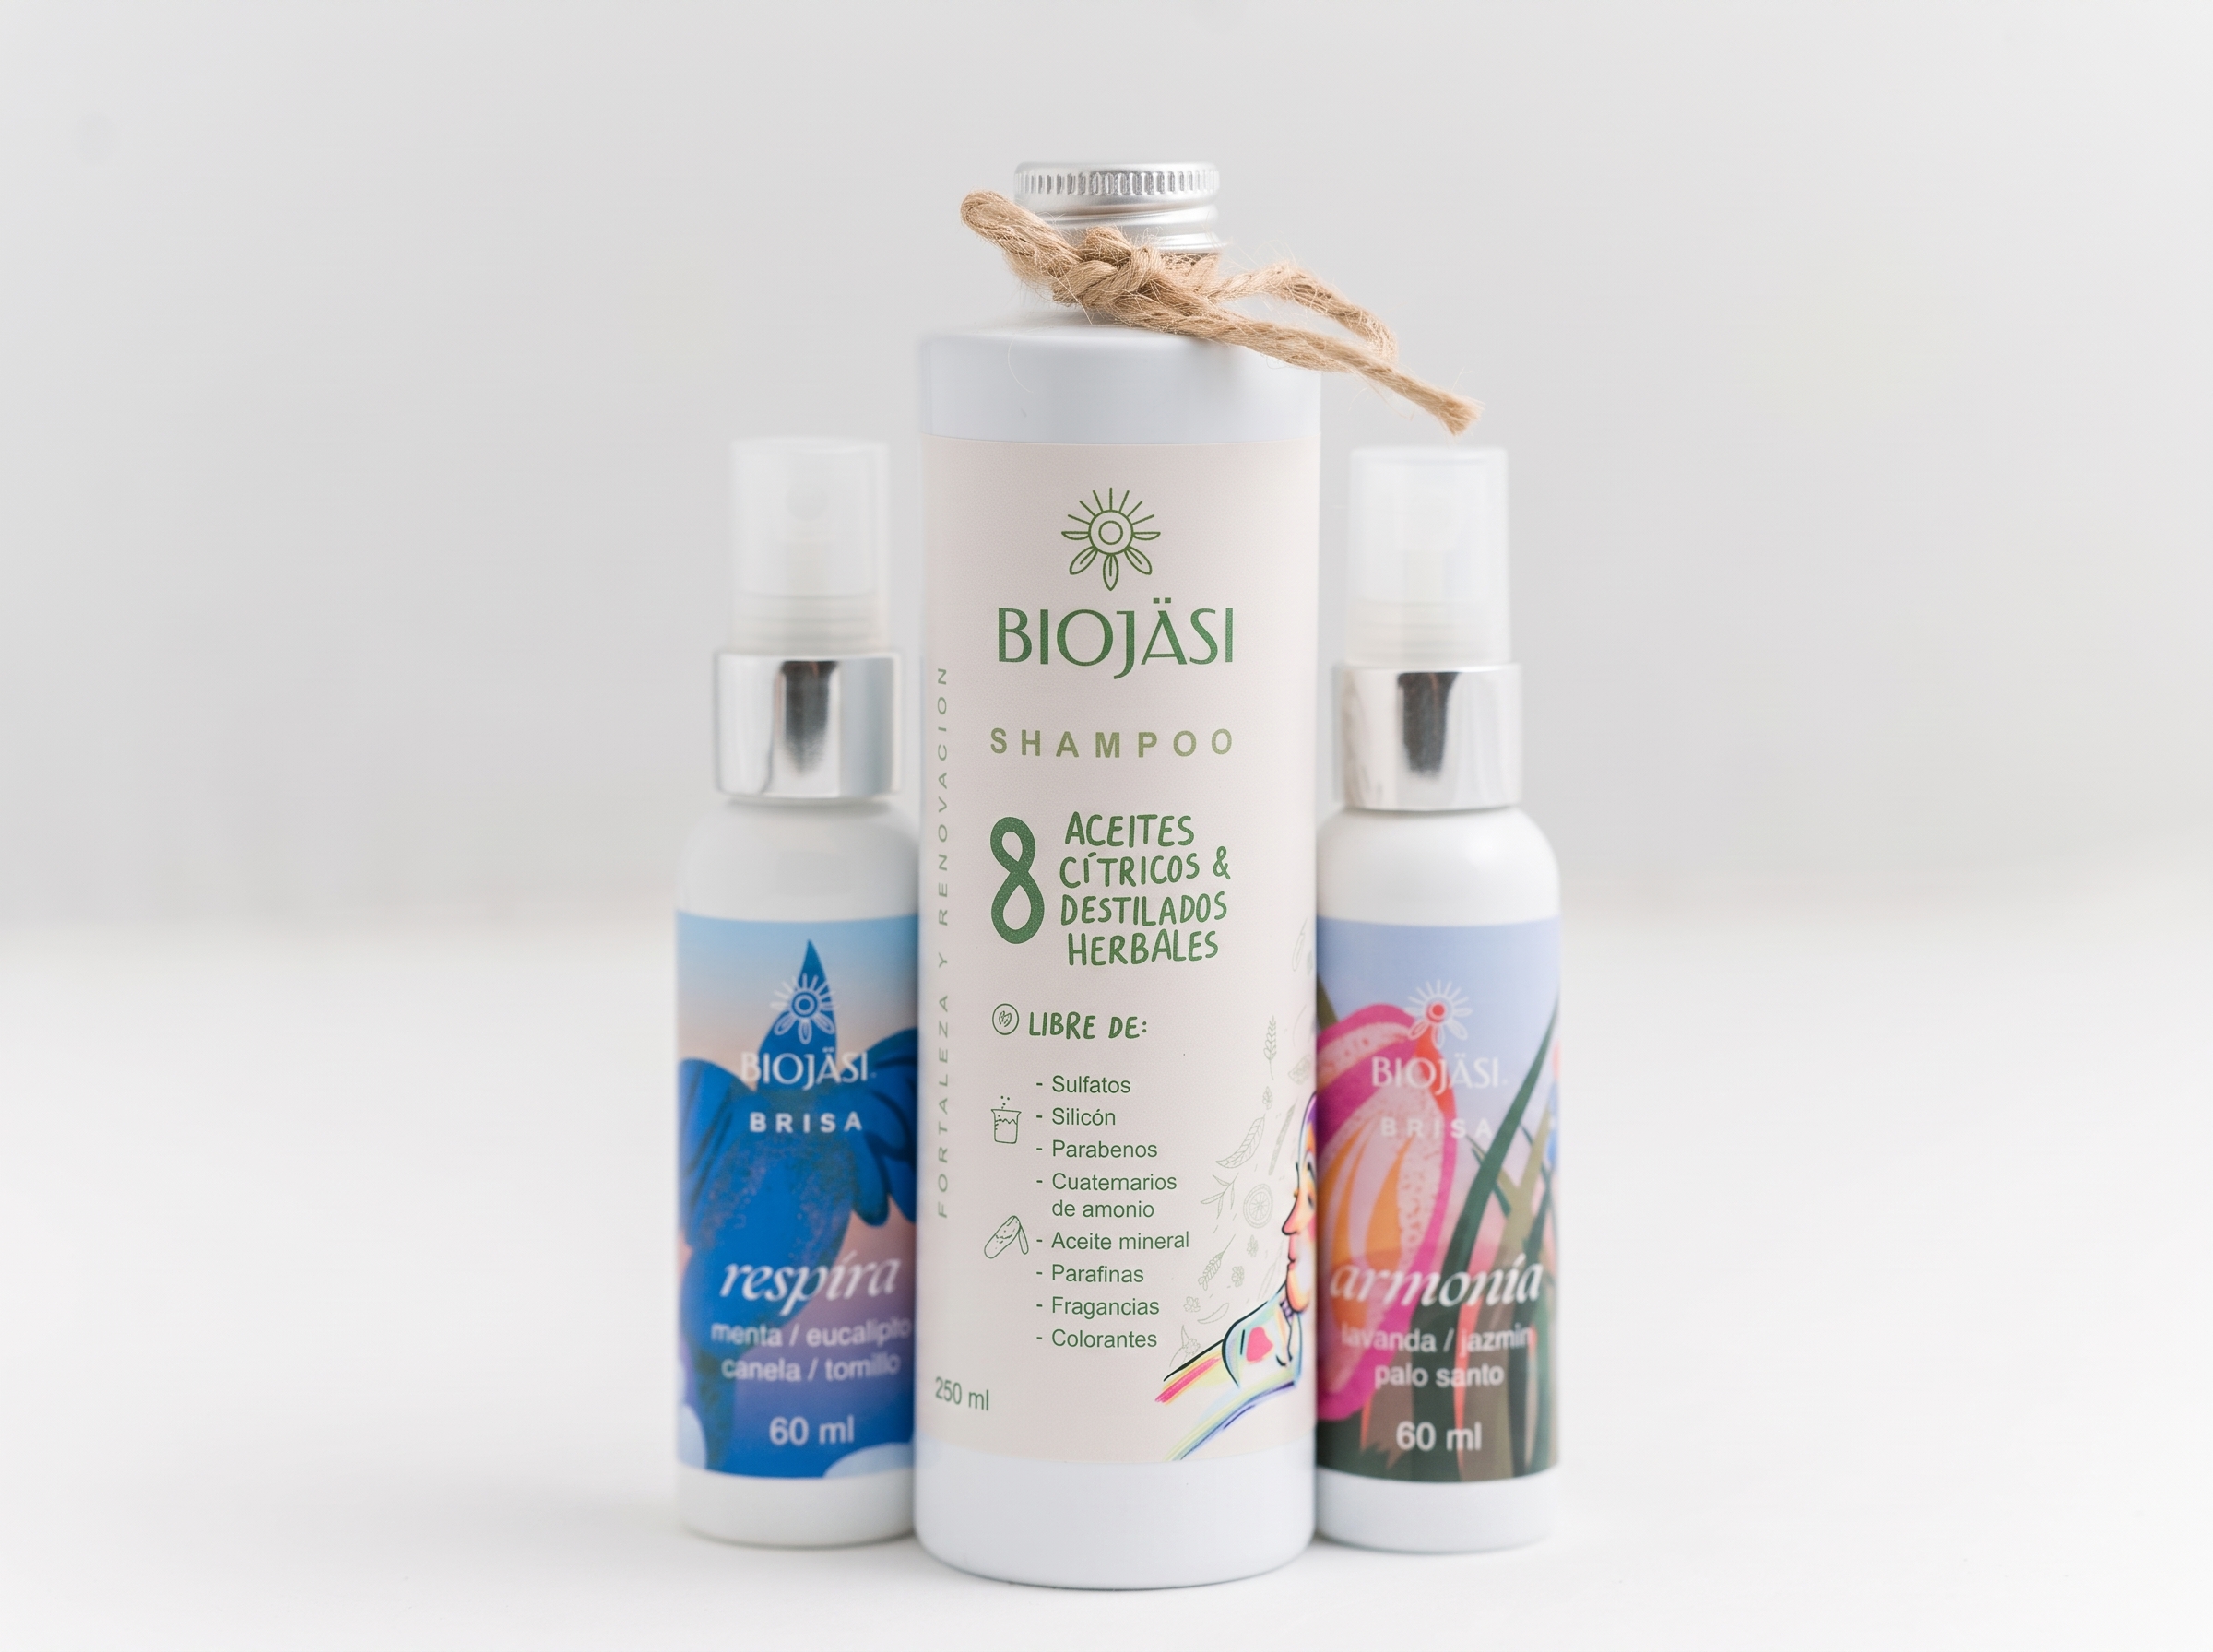 BIOJÄSI
BRISA
respira
menta / eucalipto
canela / tomillo
60 ml
FORTALEZA Y RENOVACION
BIOJÄSI
SHAMPOO
8 ACEITES
CÍTRICOS &
DESTILADOS
HERBALES
LIBRE DE:
- Sulfatos
- Silicón
- Parabenos
- Cuatemarios
de amonio
- Aceite mineral
- Parafinas
- Fragancias
- Colorantes
250 ml
BIOJÄSI
BRISA
armonía
lavanda / jazmin
palo santo
60 ml